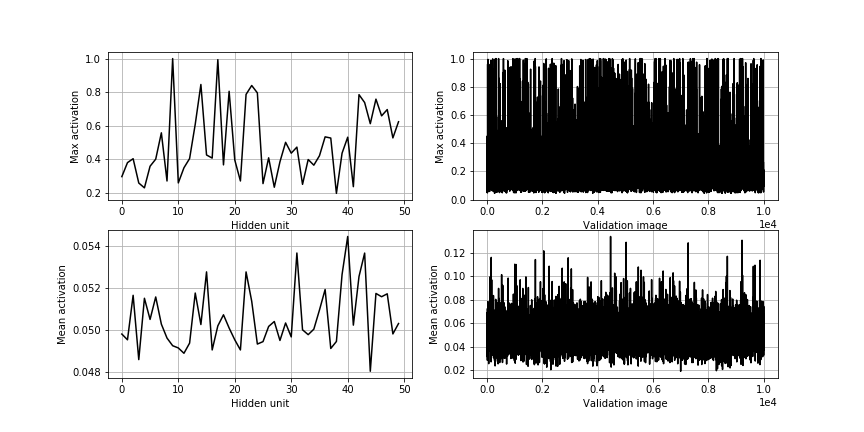 Max activation
1.0
0.8
0.6
0.4
0.2
0 10 20 30 40 50
Hidden unit
Max activation
1.0
0.8
0.6
0.4
0.2
0.0
0.0 0.2 0.4 0.6 0.8 1.0
1e4
Validation image
Mean activation
0.054
0.052
0.050
0.048
0 10 20 30 40 50
Hidden unit
Mean activation
0.12
0.10
0.08
0.06
0.04
0.02
0.0 0.2 0.4 0.6 0.8 1.0
1e4
Validation image